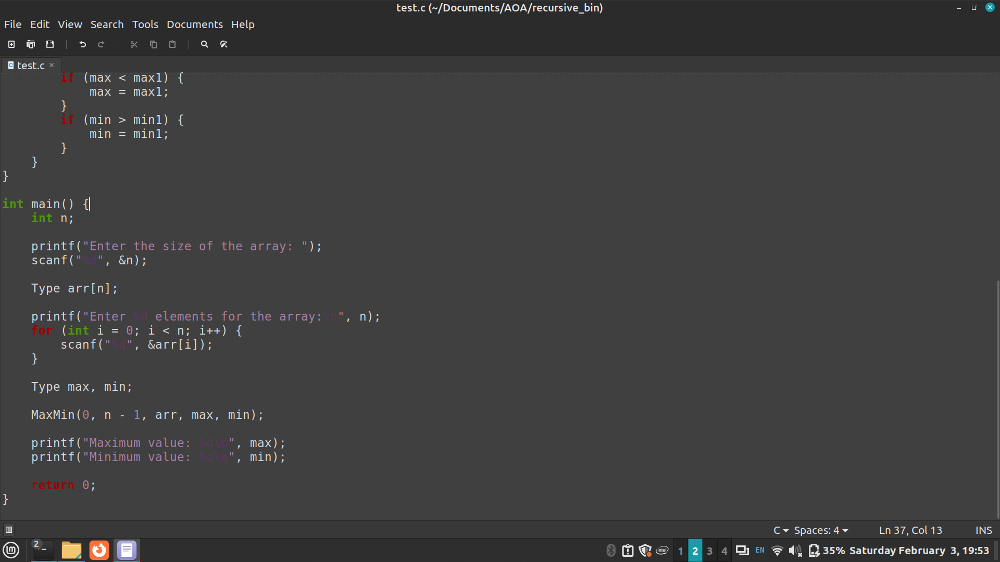 test.c (~/Documents/AOA/recursive_bin)
File Edit View Search Tools Documents Help
test.c
if (max < max1) {
max = max1;
}
if (min > min1) {
min = min1;
}
}
}
int main() {
int n;
printf("Enter the size of the array: ");
scanf("%d", &n);
Type arr[n];
printf("Enter %d elements for the array:\n", n);
for (int i = 0; i < n; i++) {
scanf("%d", &arr[i]);
}
Type max, min;
MaxMin(0, n - 1, arr, max, min);
printf("Maximum value: %d\n", max);
printf("Minimum value: %d\n", min);
return 0;
}
C Spaces: 4 Ln 37, Col 13 INS
2 intel 1 2 3 4 EN 35% Saturday February 3, 19:53